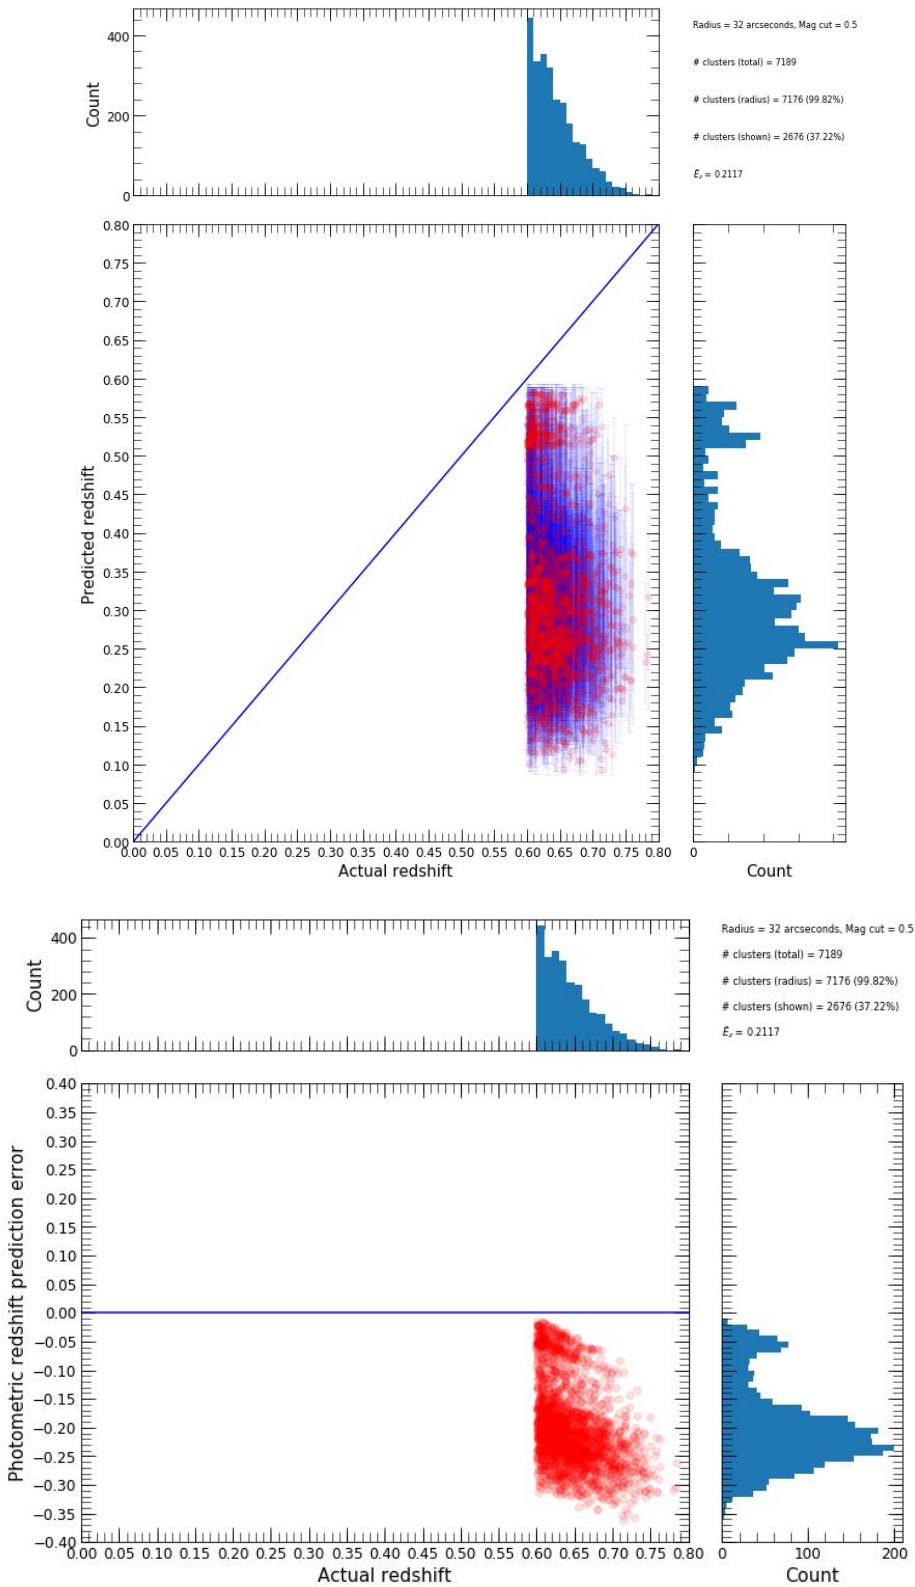 400
200
0
Count
Radius = 32 arcseconds, Mag cut = 0.5
# clusters (total) = 7189
# clusters (radius) = 7176 (99.82%)
# clusters (shown) = 2676 (37.22%)
Ē_z = 0.2117
0.80
0.75
0.70
0.65
0.60
0.55
0.50
0.45
0.40
0.35
0.30
0.25
0.20
0.15
0.10
0.05
0.00
Predicted redshift
0.00 0.05 0.10 0.15 0.20 0.25 0.30 0.35 0.40 0.45 0.50 0.55 0.60 0.65 0.70 0.75 0.80
Actual redshift
0
Count
400
200
0
Count
Radius = 32 arcseconds, Mag cut = 0.5
# clusters (total) = 7189
# clusters (radius) = 7176 (99.82%)
# clusters (shown) = 2676 (37.22%)
Ē_z = 0.2117
0.40
0.35
0.30
0.25
0.20
0.15
0.10
0.05
0.00
−0.05
−0.10
−0.15
−0.20
−0.25
−0.30
−0.35
−0.40
Photometric redshift prediction error
0.00 0.05 0.10 0.15 0.20 0.25 0.30 0.35 0.40 0.45 0.50 0.55 0.60 0.65 0.70 0.75 0.80
Actual redshift
0 100 200
Count